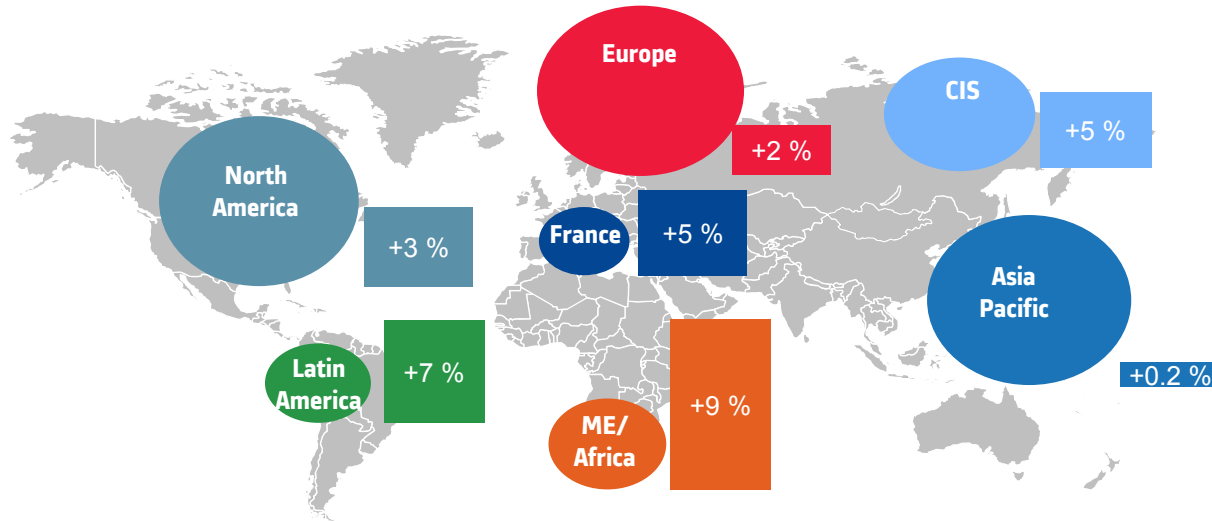 Europe
+2 %
CIS
+5 %
North
America
+3 %
France
+5 %
Asia
Pacific
+0.2 %
Latin
America
+7 %
ME/
Africa
+9 %